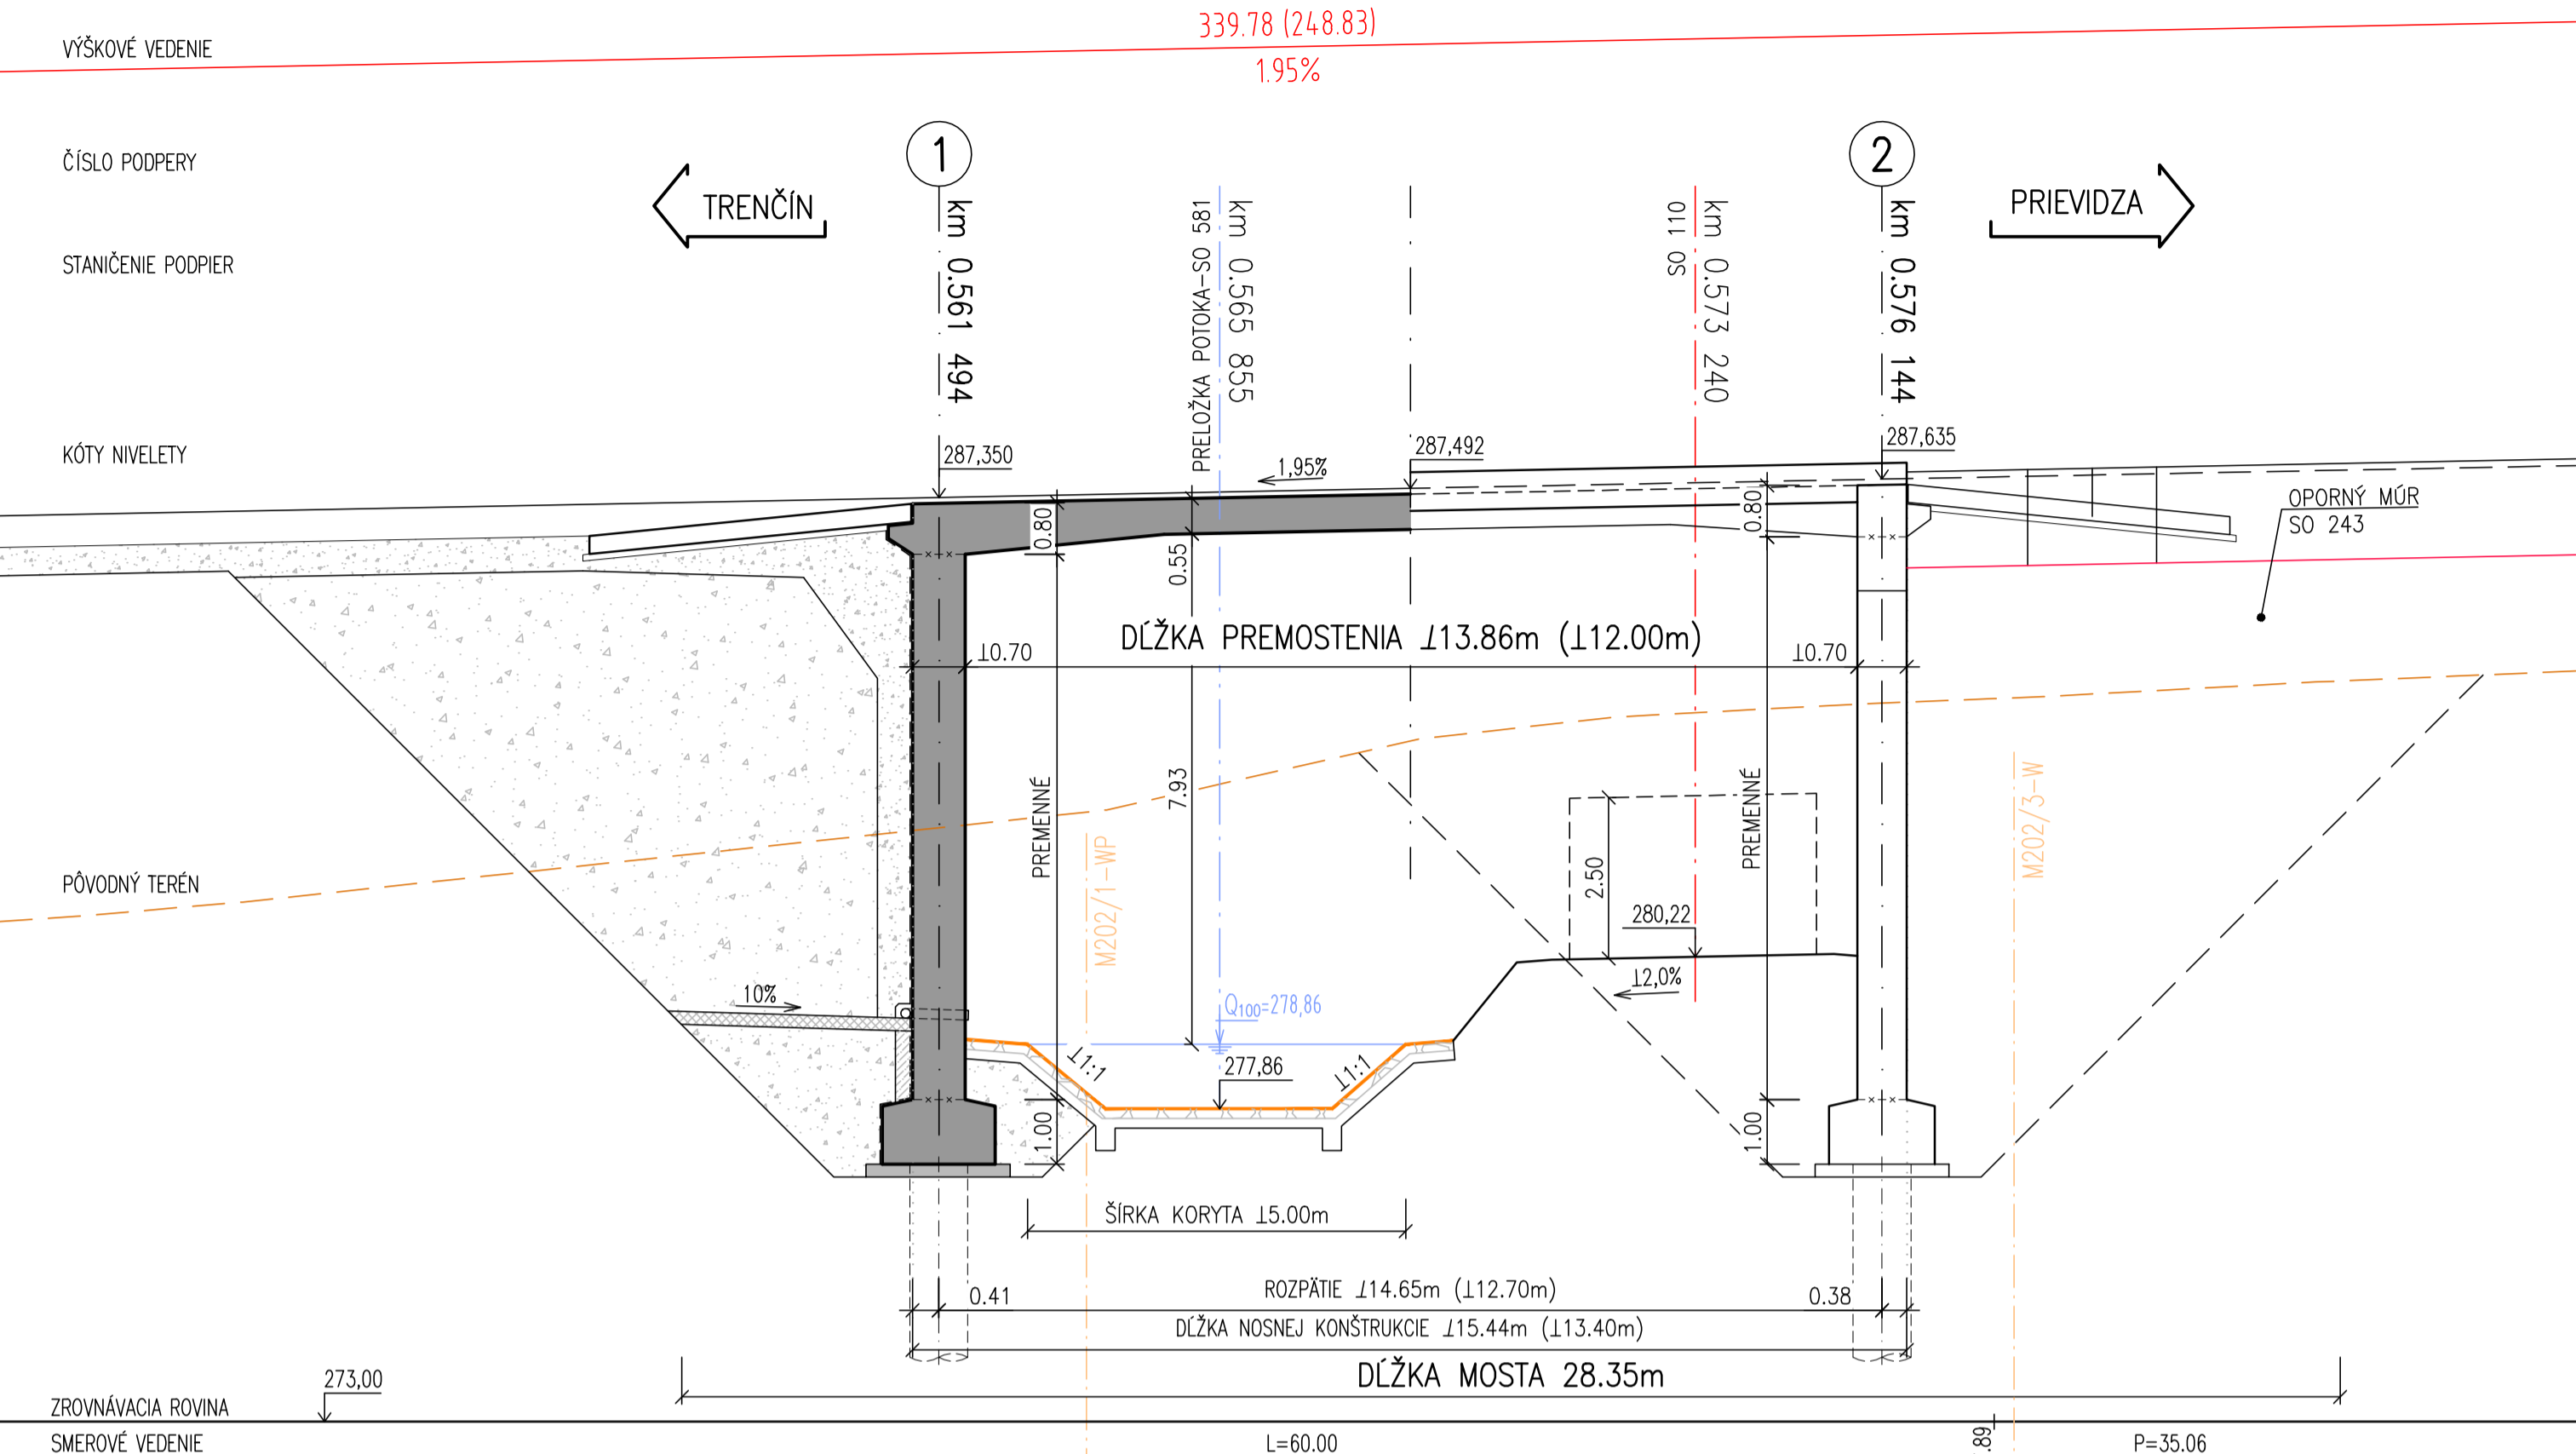 339.78 (248.83)
VÝŠKOVÉ VEDENIE
1.95%
ČÍSLO PODPERY
1
2
TRENČÍN
PRIEVIDZA
STANIČENIE PODPIER
km 0.561 494
PRELOŽKA POTOKA-SO 581
km 0.565 855
SO 110
km 0.573 240
km 0.576 144
KÓTY NIVELETY
287,350
1,95%
287,492
287,635
OPORNÝ MÚR
SO 243
0.80
0.55
0.80
DĹŽKA PREMOSTENIA ⊥13.86m (⊥12.00m)
⊥0.70
⊥0.70
PREMENNÉ
7.93
PREMENNÉ
M202/1-WP
M202/3-W
2.50
PÔVODNÝ TERÉN
280,22
⊥2,0%
10%
Q100=278,86
277,86
⊥1:1
⊥1:1
1.00
1.00
ŠÍRKA KORYTA ⊥5.00m
0.41
ROZPÄTIE ⊥14.65m (⊥12.70m)
0.38
DĹŽKA NOSNEJ KONŠTRUKCIE ⊥15.44m (⊥13.40m)
DĹŽKA MOSTA 28.35m
273,00
ZROVNÁVACIA ROVINA
SMEROVÉ VEDENIE
L=60.00
.89
P=35.06